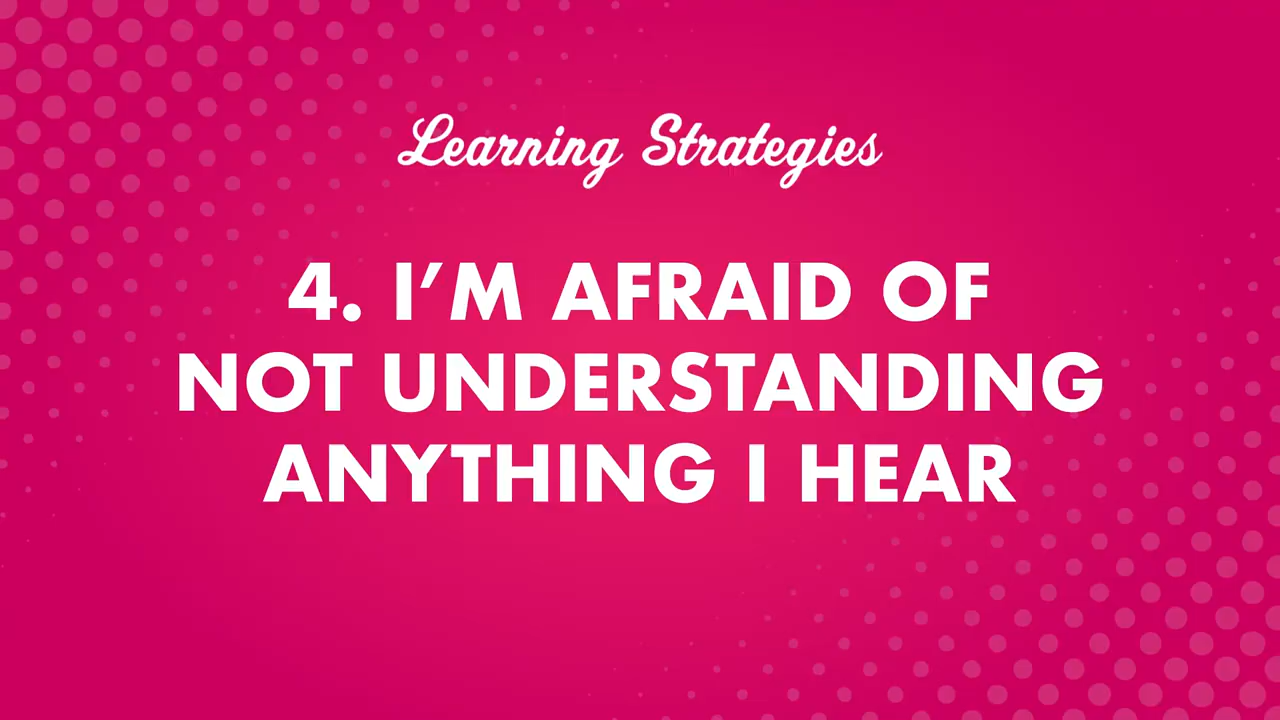 Learning Strategies
4. I’M AFRAID OF
NOT UNDERSTANDING
ANYTHING I HEAR